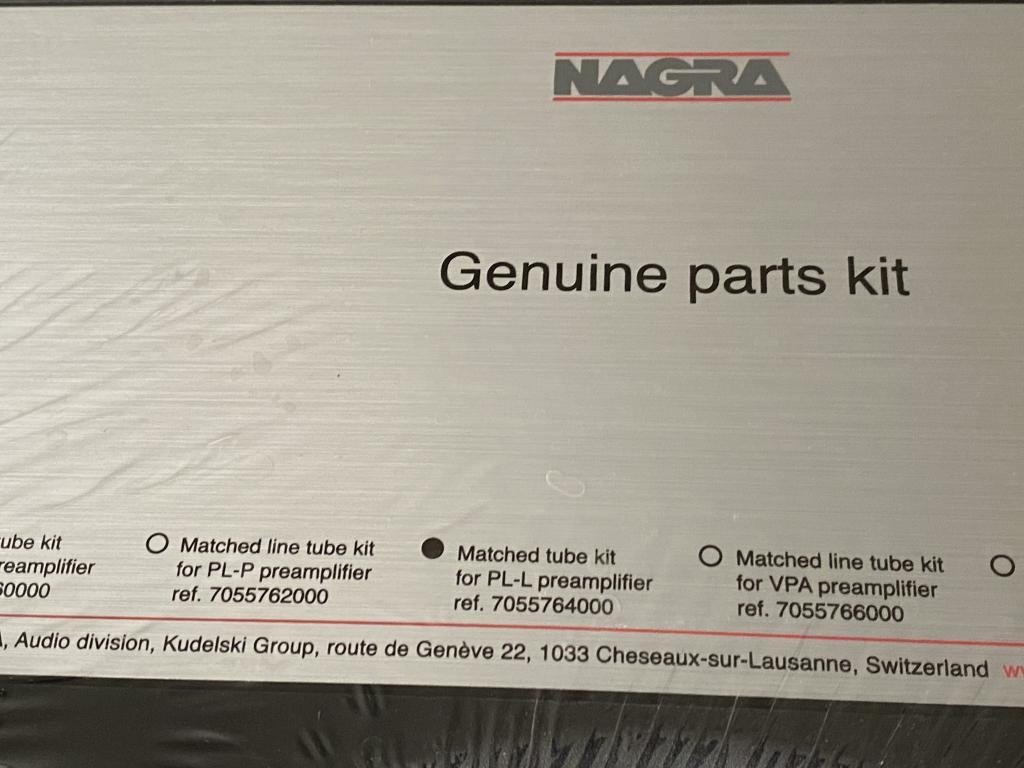 NAGRA
Genuine parts kit
ube kit
reamplifier
0000
Matched line tube kit
for PL-P preamplifier
ref. 7055762000
Matched tube kit
for PL-L preamplifier
ref. 7055764000
Matched line tube kit
for VPA preamplifier
ref. 7055766000
, Audio division, Kudelski Group, route de Genève 22, 1033 Cheseaux-sur-Lausanne, Switzerland